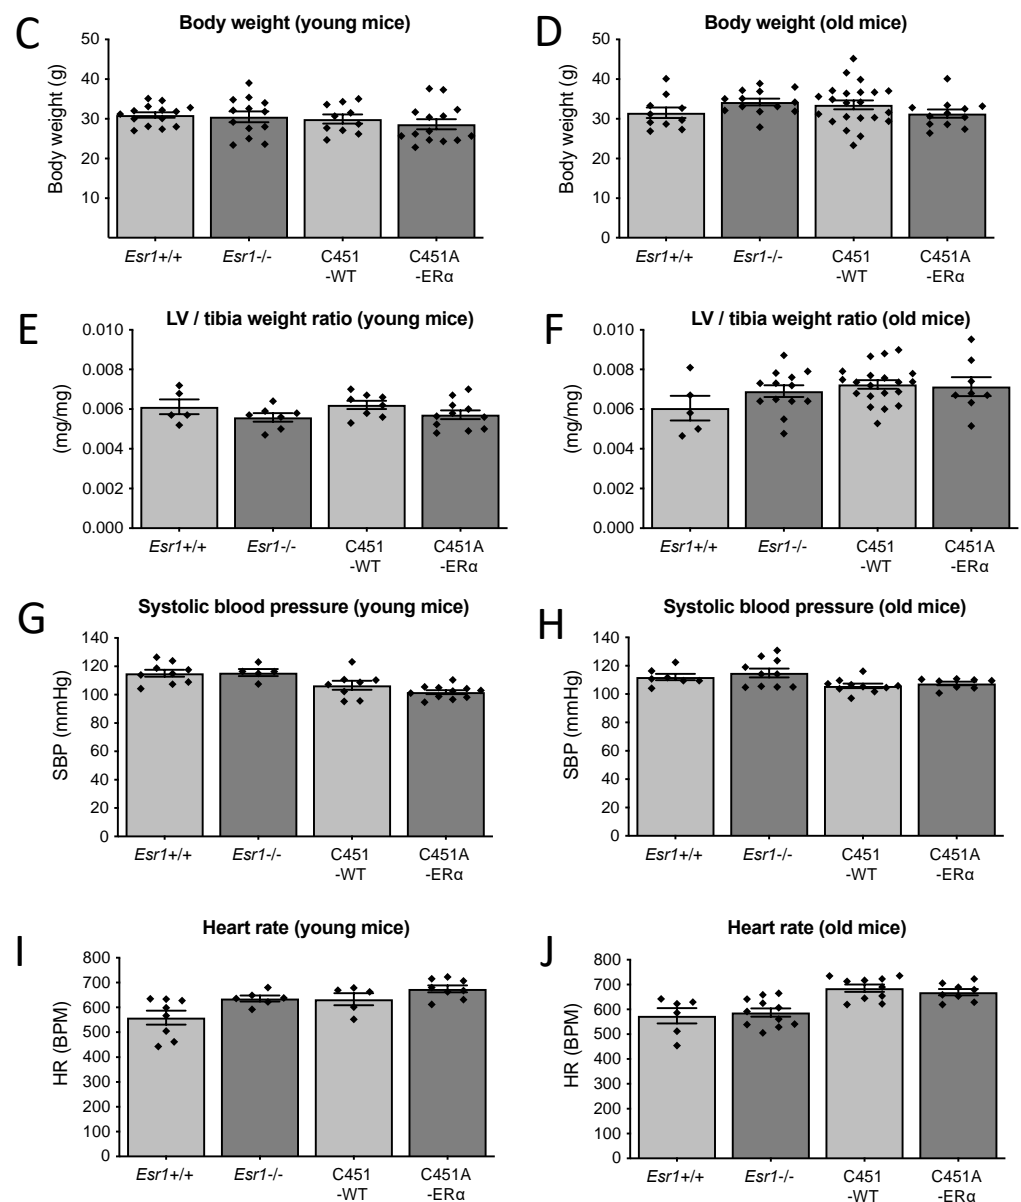 C
Body weight (young mice)
Body weight (g)
50
40
30
20
10
Esr1+/+
Esr1-/-
C451
-WT
C451A
-ERα
D
Body weight (old mice)
Body weight (g)
50
40
30
20
10
0
Esr1+/+
Esr1-/-
C451
-WT
C451A
-ERα
E
LV / tibia weight ratio (young mice)
(mg/mg)
0.010
0.008
0.006
0.004
0.002
0.000
Esr1+/+
Esr1-/-
C451
-WT
C451A
-ERα
F
LV / tibia weight ratio (old mice)
(mg/mg)
0.010
0.008
0.006
0.004
0.002
0.000
Esr1+/+
Esr1-/-
C451
-WT
C451A
-ERα
G
Systolic blood pressure (young mice)
SBP (mmHg)
140
120
100
80
60
40
20
0
Esr1+/+
Esr1-/-
C451
-WT
C451A
-ERα
H
Systolic blood pressure (old mice)
SBP (mmHg)
140
120
100
80
60
40
20
0
Esr1+/+
Esr1-/-
C451
-WT
C451A
-ERα
I
Heart rate (young mice)
HR (BPM)
800
700
600
500
400
300
200
100
0
Esr1+/+
Esr1-/-
C451
-WT
C451A
-ERα
J
Heart rate (old mice)
HR (BPM)
800
700
600
500
400
300
200
100
0
Esr1+/+
Esr1-/-
C451
-WT
C451A
-ERα